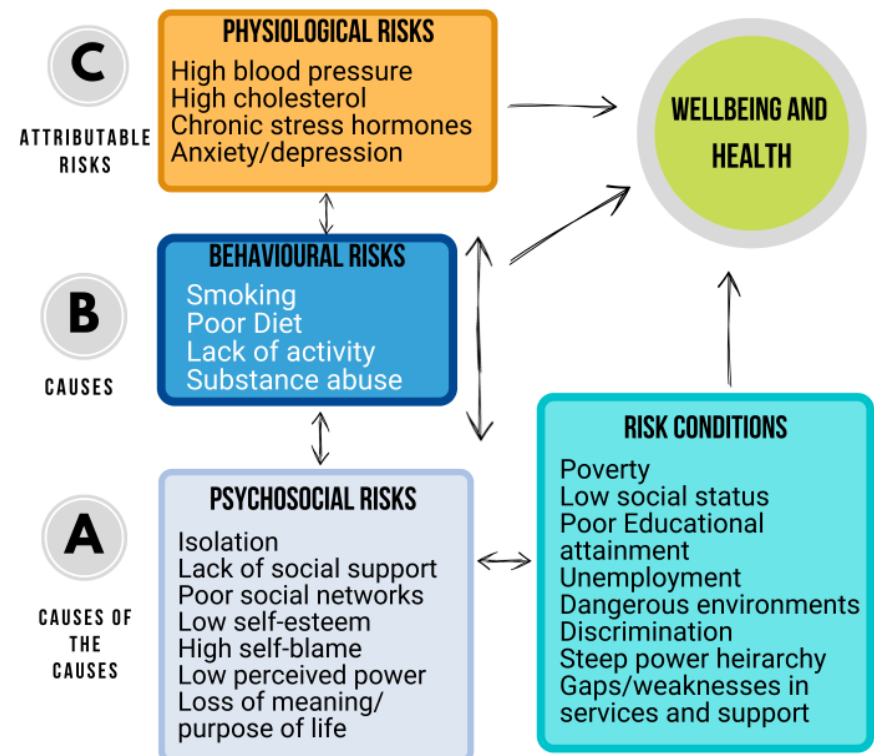 C
ATTRIBUTABLE
RISKS
PHYSIOLOGICAL RISKS
High blood pressure
High cholesterol
Chronic stress hormones
Anxiety/depression
WELLBEING AND
HEALTH
B
CAUSES
BEHAVIOURAL RISKS
Smoking
Poor Diet
Lack of activity
Substance abuse
A
CAUSES OF
THE
CAUSES
PSYCHOSOCIAL RISKS
Isolation
Lack of social support
Poor social networks
Low self-esteem
High self-blame
Low perceived power
Loss of meaning/
purpose of life
RISK CONDITIONS
Poverty
Low social status
Poor Educational
attainment
Unemployment
Dangerous environments
Discrimination
Steep power heirarchy
Gaps/weaknesses in
services and support